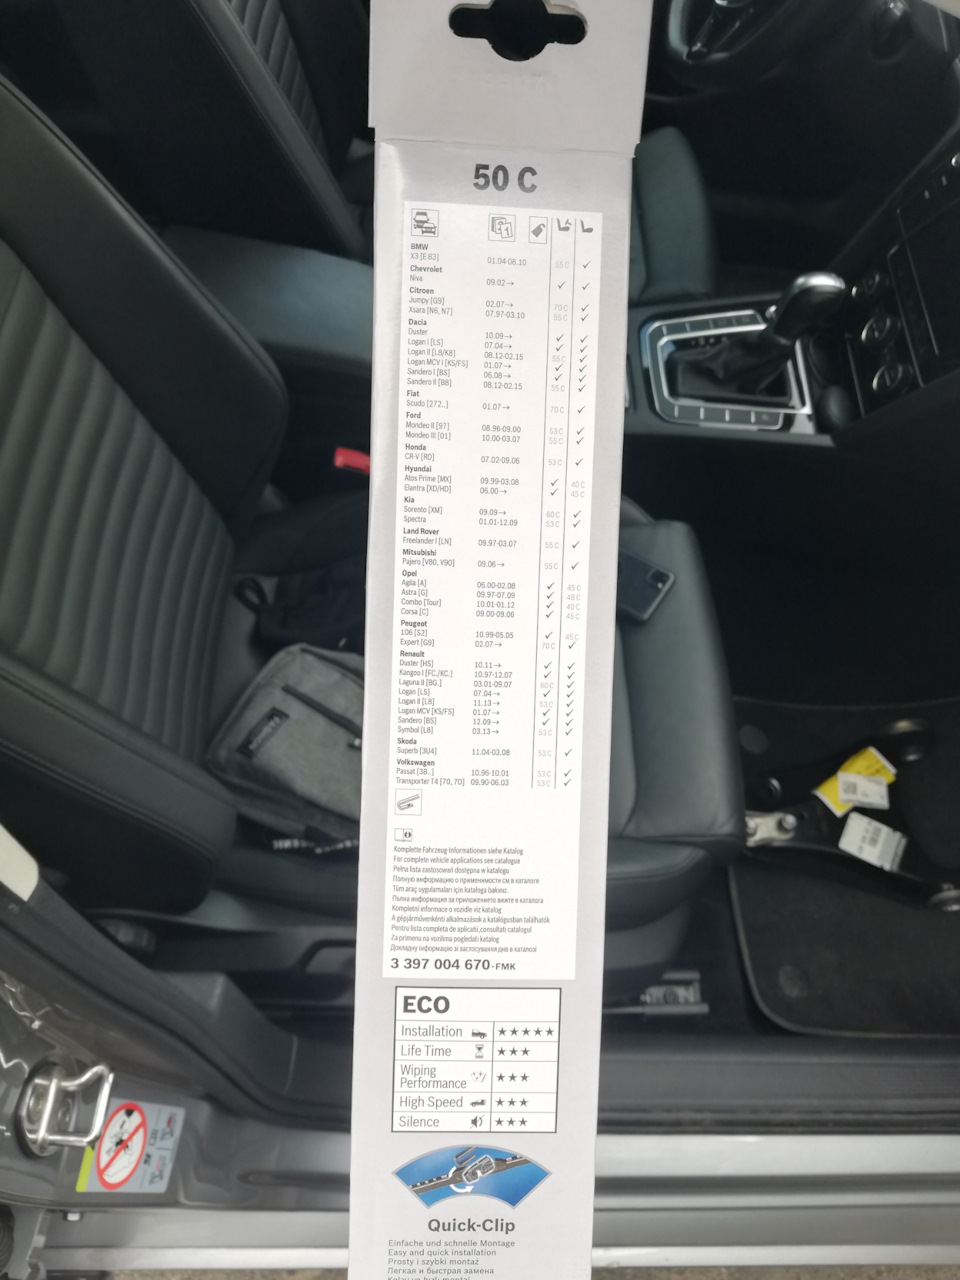 50 C
BMW
X3 [E 83] 01.04-08.10 55 C ✓
Chevrolet
Niva 09.02→ ✓ ✓
Citroen
Jumpy [G9] 02.07→ 70 C ✓
Xsara [N6, N7] 07.97-03.10 55 C ✓
Dacia
Duster 10.09→ ✓ ✓
Logan I [LS] 07.04→ ✓ ✓
Logan II [L8/K8] 08.12-02.15 55 C ✓
Logan MCV I [KS/FS] 01.07→ ✓ ✓
Sandero I [BS] 06.08→ ✓ ✓
Sandero II [B8] 08.12-02.15 55 C ✓
Fiat
Scudo [272..] 01.07→ 70 C ✓
Ford
Mondeo II [97] 08.96-09.00 53 C ✓
Mondeo III [01] 10.00-03.07 55 C ✓
Honda
CR-V [RD] 07.02-09.06 53 C ✓
Hyundai
Atos Prime [MX] 09.99-03.08 ✓ 40 C
Elantra [XD/HD] 06.00→ ✓ 45 C
Kia
Sorento [XM] 09.09→ 60 C ✓
Spectra 01.01-12.09 53 C ✓
Land Rover
Freelander I [LN] 09.97-03.07 55 C ✓
Mitsubishi
Pajero [V80, V90] 09.06→ 55 C ✓
Opel
Agila [A] 06.00-02.08 ✓ 45 C
Astra [G] 09.97-07.09 ✓ 48 C
Combo [Tour] 10.01-01.12 ✓ 40 C
Corsa [C] 09.00-09.06 ✓ 45 C
Peugeot
106 [S2] 10.99-05.05 ✓ 45 C
Expert [G9] 02.07→ 70 C ✓
Renault
Duster [HS] 10.11→ ✓ ✓
Kangoo I [FC./KC.] 10.97-12.07 ✓ ✓
Laguna II [BG.] 03.01-09.07 60 C ✓
Logan [LS] 07.04→ ✓ ✓
Logan II [L8] 11.13→ 53 C ✓
Logan MCV [KS/FS] 01.07→ ✓ ✓
Sandero [BS] 12.09→ ✓ ✓
Symbol [L8] 03.13→ 53 C ✓
Skoda
Superb [3U4] 11.04-03.08 53 C ✓
Volkswagen
Passat [3B..] 10.96-10.01 53 C ✓
Transporter T4 [70, 7D] 09.90-06.03 53 C ✓
Komplette Fahrzeug-Informationen siehe Katalog
For complete vehicle applications see catalogue
Pełna lista zastosowań dostępna w katalogu
Полную информацию о применимости см в каталоге
Tüm araç uygulamaları için kataloga bakınız.
Пълна информация за приложението вижте в каталога
Kompletní informace o vozidle viz katalog
A gépjárművenkénti alkalmazások a katalógusban találhatók
Pentru lista completa de aplicatii,consultati catalogul
Za primenu na vozilima pogledati katalog
Докладну інформацію зі застосування див в каталозі
3 397 004 670-FMK
ECO
Installation ★★★★★
Life Time ★★★
Wiping
Performance ★★★
High Speed ★★★
Silence ★★★
Quick-Clip
Einfache und schnelle Montage
Easy and quick installation
Prosty i szybki montaż
Легкая и быстрая замена